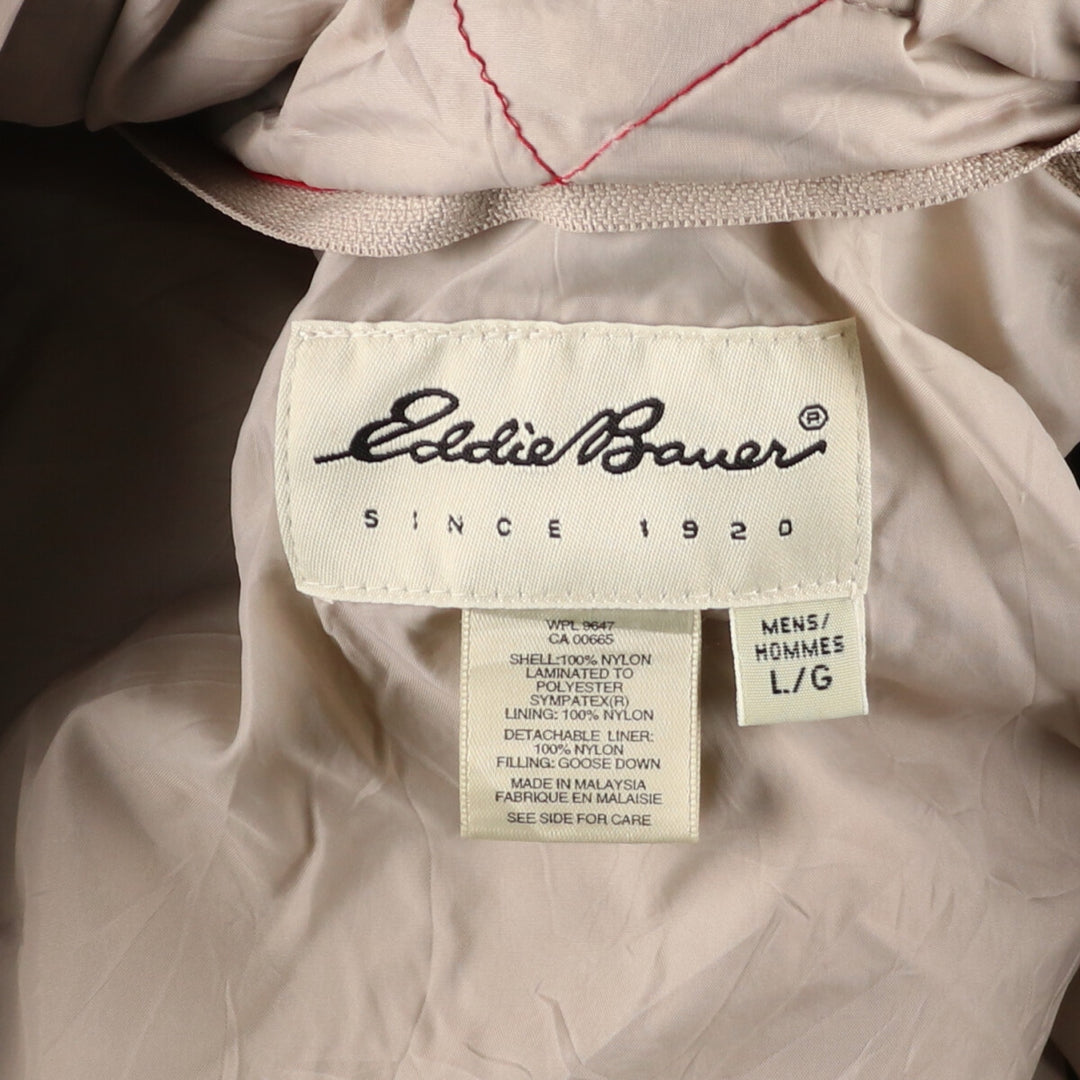 Eddie Bauer®
SINCE 1920
WPL 9647
CA 00665
SHELL:100% NYLON
LAMINATED TO
POLYESTER
SYMPATEX(R)
LINING: 100% NYLON
DETACHABLE LINER:
100% NYLON
FILLING: GOOSE DOWN
MADE IN MALAYSIA
FABRIQUE EN MALAISIE
SEE SIDE FOR CARE
MENS/
HOMMES
L/G